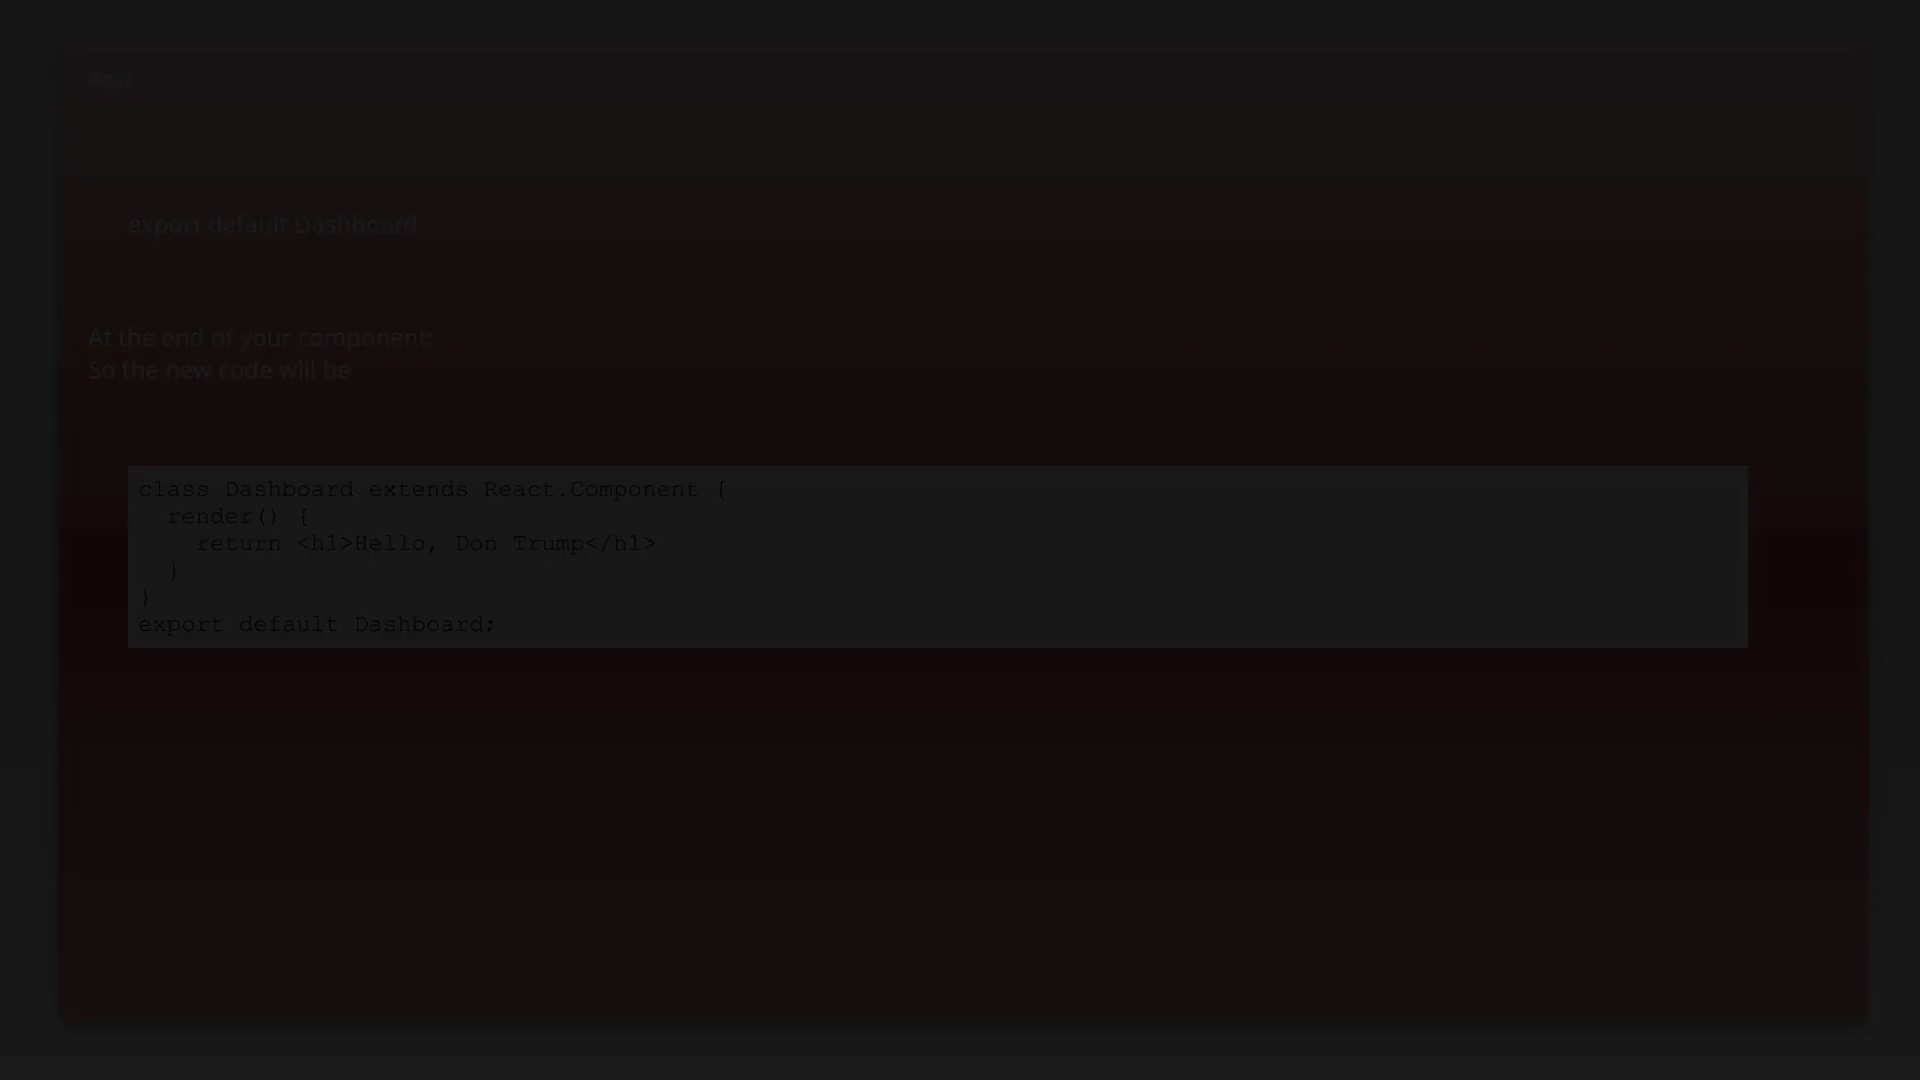 export default Dashboard
At the end of your component;
So the new code will be
class Dashboard extends React.Component {
  render() {
    return <h1>Hello, Don Trump</h1>
  }
}
export default Dashboard;